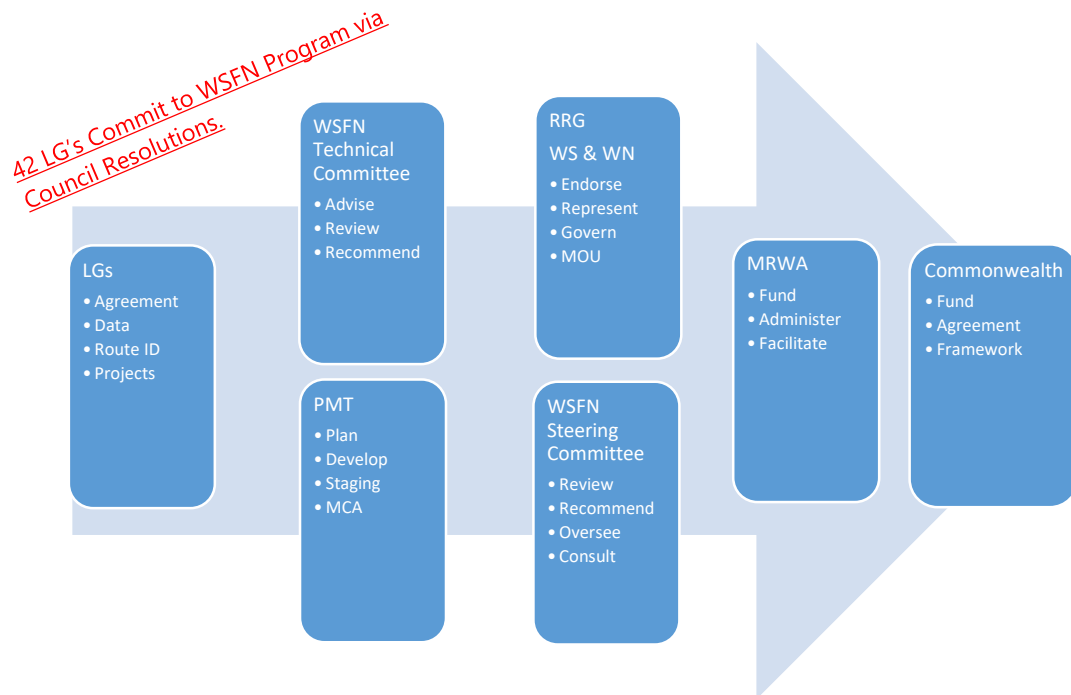 42 LG's Commit to WSFN Program via
Council Resolutions.
LGs
• Agreement
• Data
• Route ID
• Projects
WSFN
Technical
Committee
• Advise
• Review
• Recommend
PMT
• Plan
• Develop
• Staging
• MCA
RRG
WS & WN
• Endorse
• Represent
• Govern
• MOU
WSFN
Steering
Committee
• Review
• Recommend
• Oversee
• Consult
MRWA
• Fund
• Administer
• Facilitate
Commonwealth
• Fund
• Agreement
• Framework